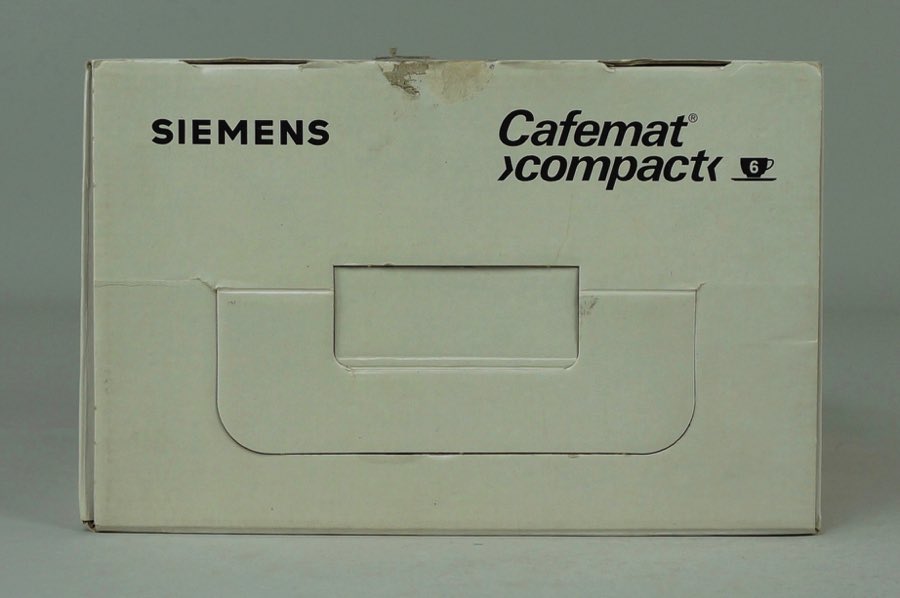 SIEMENS
Cafemat®
›compact‹ 6